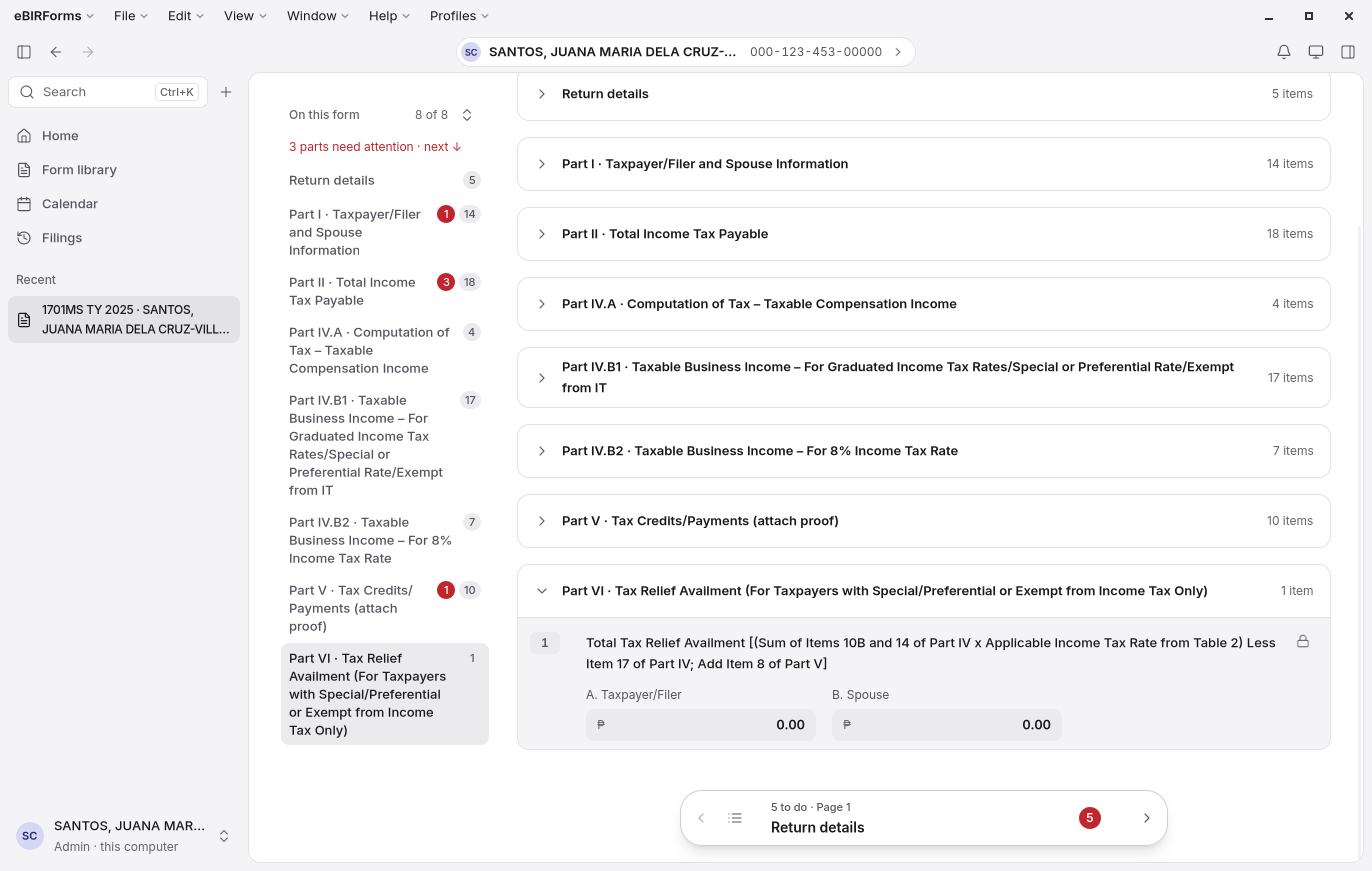 eBIRForms File Edit View Window Help Profiles
SC SANTOS, JUANA MARIA DELA CRUZ-... 000-123-453-00000
Search Ctrl+K
Home
Form library
Calendar
Filings
Recent
1701MS TY 2025 · SANTOS,
JUANA MARIA DELA CRUZ-VILL...
SC SANTOS, JUANA MAR...
Admin · this computer
On this form 8 of 8
3 parts need attention · next ↓
Return details 5
Part I · Taxpayer/Filer 1 14
and Spouse
Information
Part II · Total Income 3 18
Tax Payable
Part IV.A · Computation of 4
Tax – Taxable
Compensation Income
Part IV.B1 · Taxable 17
Business Income – For
Graduated Income Tax
Rates/Special or
Preferential Rate/Exempt
from IT
Part IV.B2 · Taxable 7
Business Income – For 8%
Income Tax Rate
Part V · Tax Credits/ 1 10
Payments (attach
proof)
Part VI · Tax Relief 1
Availment (For Taxpayers
with Special/Preferential
or Exempt from Income
Tax Only)
Return details 5 items
Part I · Taxpayer/Filer and Spouse Information 14 items
Part II · Total Income Tax Payable 18 items
Part IV.A · Computation of Tax – Taxable Compensation Income 4 items
Part IV.B1 · Taxable Business Income – For Graduated Income Tax Rates/Special or Preferential Rate/Exempt
from IT 17 items
Part IV.B2 · Taxable Business Income – For 8% Income Tax Rate 7 items
Part V · Tax Credits/Payments (attach proof) 10 items
Part VI · Tax Relief Availment (For Taxpayers with Special/Preferential or Exempt from Income Tax Only) 1 item
1 Total Tax Relief Availment [(Sum of Items 10B and 14 of Part IV x Applicable Income Tax Rate from Table 2) Less
Item 17 of Part IV; Add Item 8 of Part V]
A. Taxpayer/Filer B. Spouse
₱ 0.00 ₱ 0.00
5 to do · Page 1
Return details 5